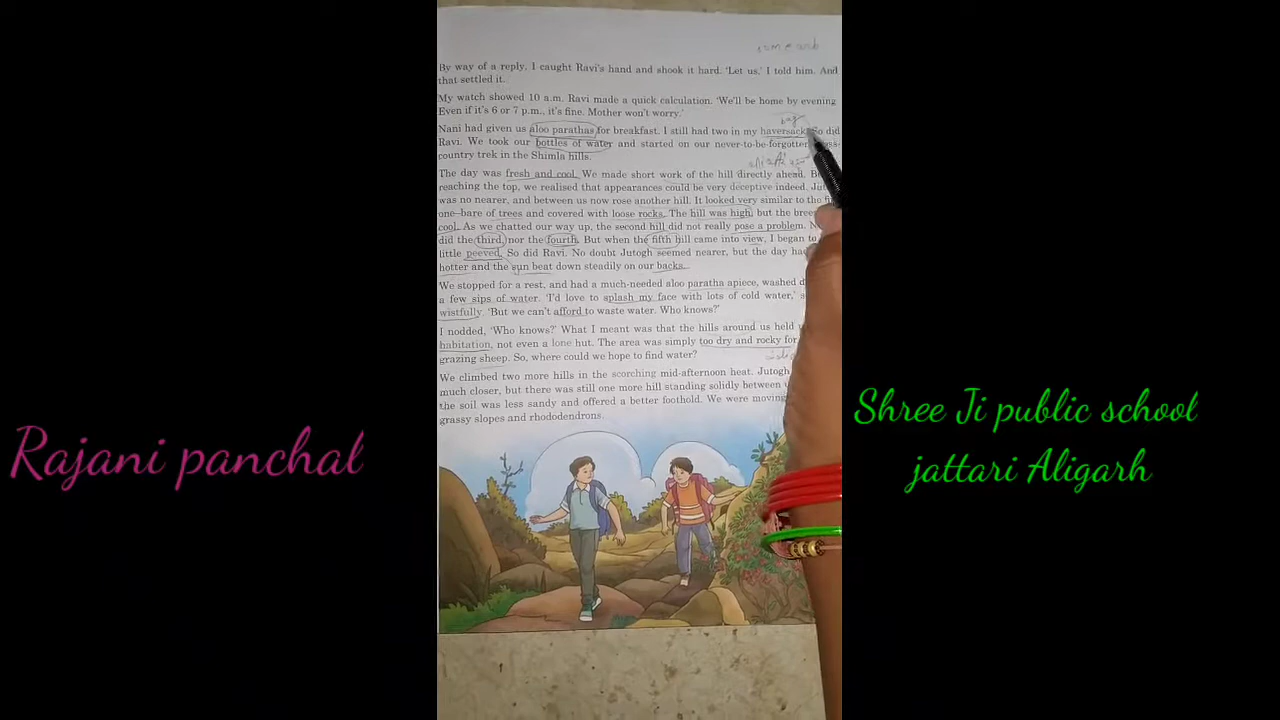 By way of a reply, I caught Ravi's hand and shook it hard. 'Let us,' I told him. And
that settled it.
My watch showed 10 a.m. Ravi made a quick calculation. 'We'll be home by evening
Even if it's 6 or 7 p.m., it's fine. Mother won't worry.'
bag
Nani had given us aloo parathas for breakfast. I still had two in my haversack. So did
Ravi. We took our bottles of water and started on our never-to-be-forgotten
country trek in the Shimla hills.
The day was fresh and cool. We made short work of the hill directly ahead.
reaching the top, we realised that appearances could be very deceptive indeed.
was no nearer, and between us now rose another hill. It looked very similar to the
one–bare of trees and covered with loose rocks. The hill was high, but the
cool. As we chatted our way up, the second hill did not really pose a problem.
did the third, nor the fourth. But when the fifth hill came into view, I began to
little peeved. So did Ravi. No doubt Jutogh seemed nearer, but the day
hotter and the sun beat down steadily on our backs.
We stopped for a rest, and had a much-needed aloo paratha apiece, washed
a few sips of water. 'I'd love to splash my face with lots of cold water,'
wistfully. 'But we can't afford to waste water. Who knows?'
I nodded, 'Who knows?' What I meant was that the hills around us held
habitation, not even a lone hut. The area was simply too dry and rocky for
grazing sheep. So, where could we hope to find water?
We climbed two more hills in the scorching mid-afternoon heat. Jutogh
much closer, but there was still one more hill standing solidly between
the soil was less sandy and offered a better foothold. We were moving
grassy slopes and rhododendrons.
Rajani panchal
Shree Ji public school
jattari Aligarh